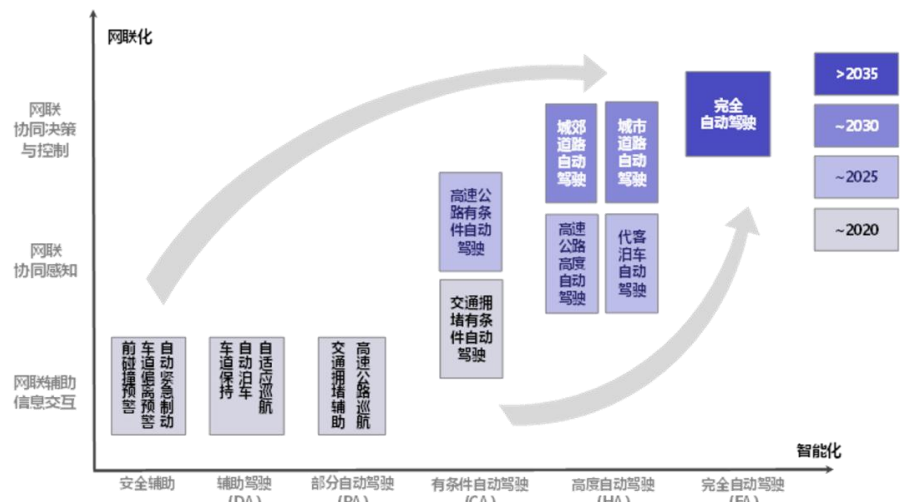 网联化
网联
协同决策
与控制
网联
协同感知
网联辅助
信息交互
前碰撞预警
车道偏离预警
自动紧急制动
车道保持
自动泊车
自适应巡航
交通拥堵辅助
高速公路巡航
高速公
路有条
件自动
驾驶
交通拥
堵有条
件自动
驾驶
城郊
道路
自动
驾驶
城市
道路
自动
驾驶
高速
公路
高度
自动
驾驶
代客
泊车
自动
驾驶
完全
自动驾驶
>2035
~2030
~2025
~2020
智能化
安全辅助
辅助驾驶
(DA)
部分自动驾驶
(PA)
有条件自动驾驶
(CA)
高度自动驾驶
(HA)
完全自动驾驶
(FA)